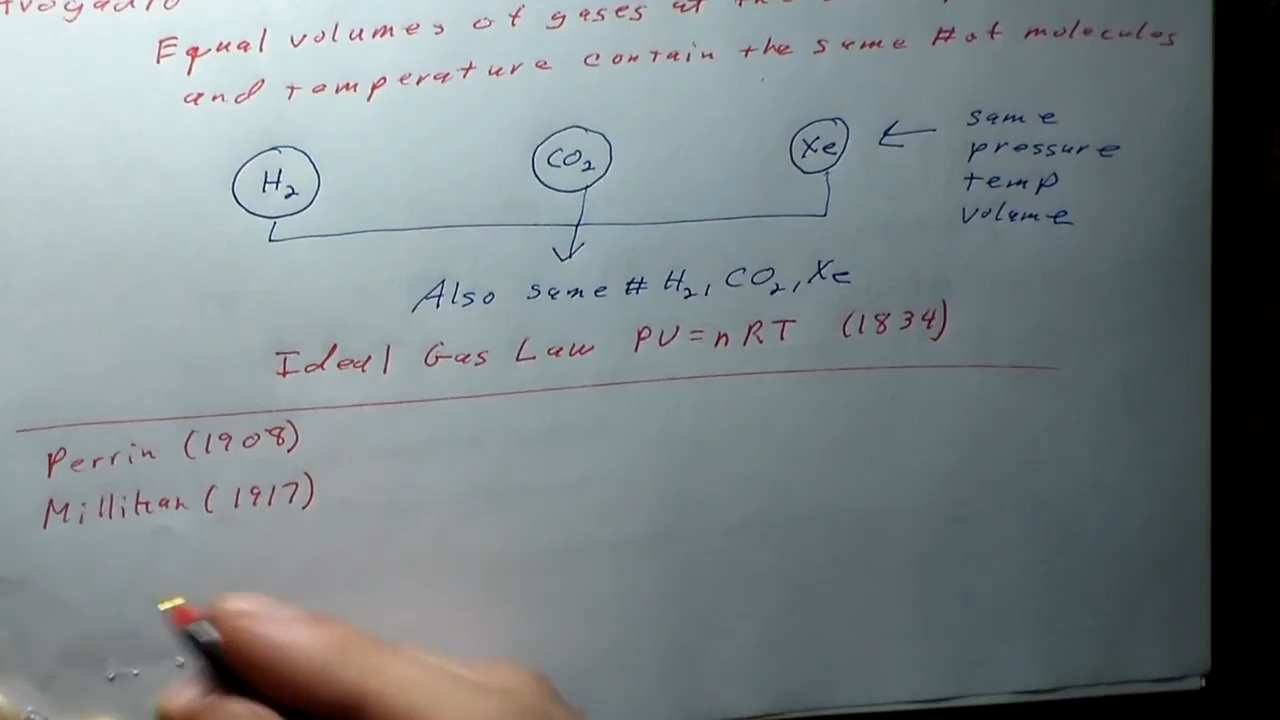 Equal volumes of gases at
and temperature contain the same # of molecules
H2
CO2
Xe
same
pressure
temp
volume
Also same # H2, CO2, Xe
Ideal Gas Law PV=nRT (1834)
Perrin (1908)
Millikan (1917)